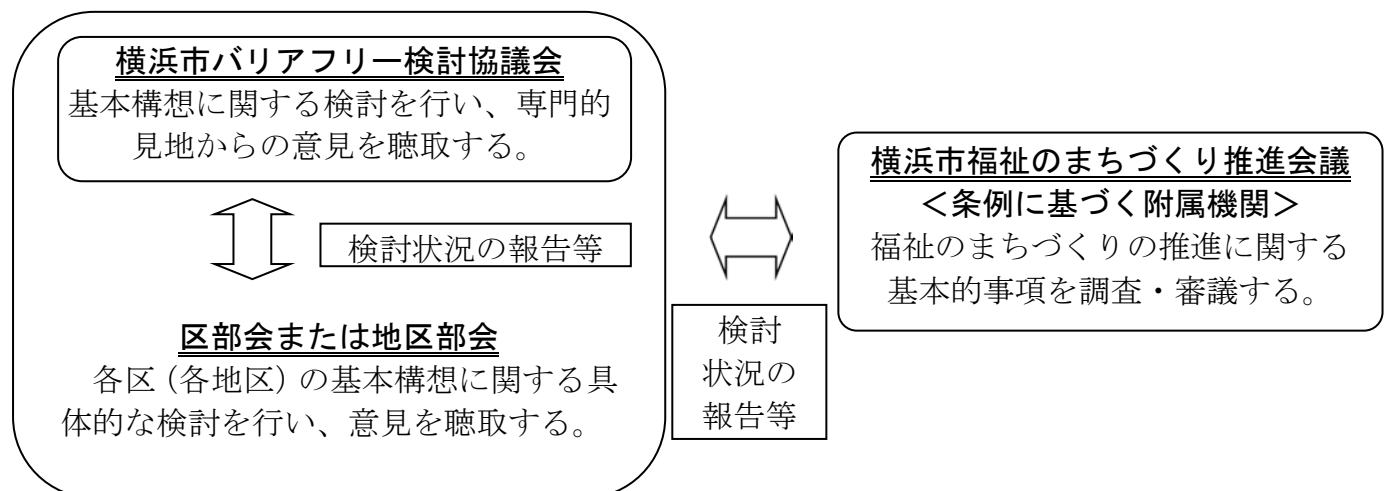 横浜市バリアフリー検討協議会
基本構想に関する検討を行い、専門的
見地からの意見を聴取する。
検討状況の報告等
区部会または地区部会
各区(各地区)の基本構想に関する具
体的な検討を行い、意見を聴取する。
検討
状況の
報告等
横浜市福祉のまちづくり推進会議
＜条例に基づく附属機関＞
福祉のまちづくりの推進に関する
基本的事項を調査・審議する。